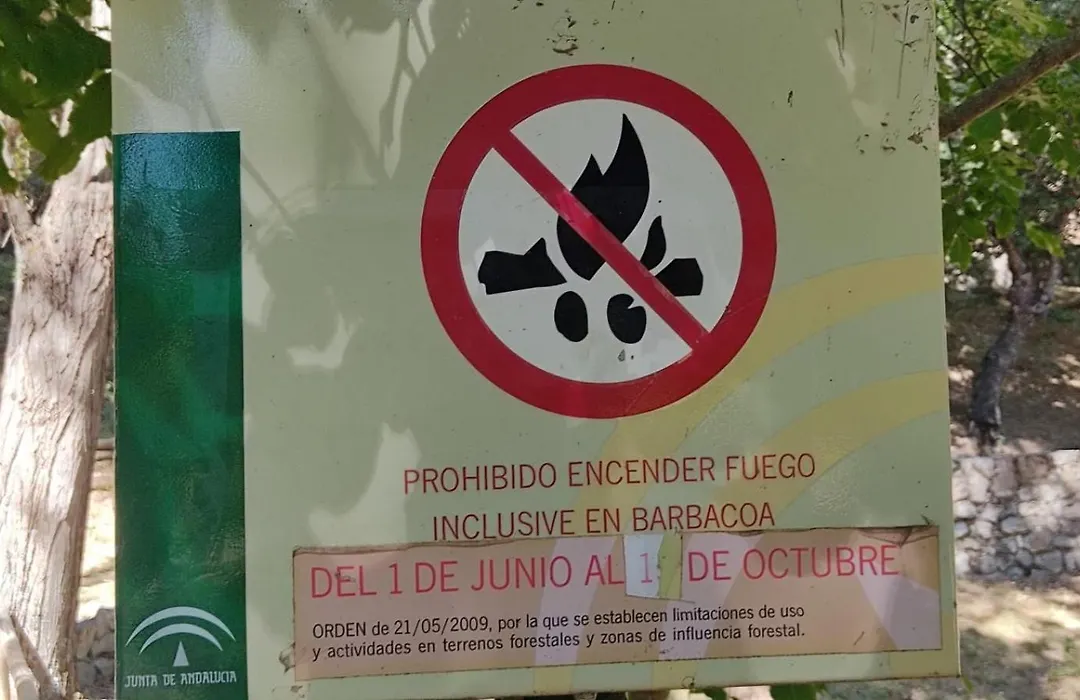 PROHIBIDO ENCENDER FUEGO
INCLUSIVE EN BARBACOA
DEL 1 DE JUNIO AL DE OCTUBRE
ORDEN de 21/05/2009, por la que se establecen limitaciones de uso
y actividades en terrenos forestales y zonas de influencia forestal.
JUNTA DE ANDALUCIA